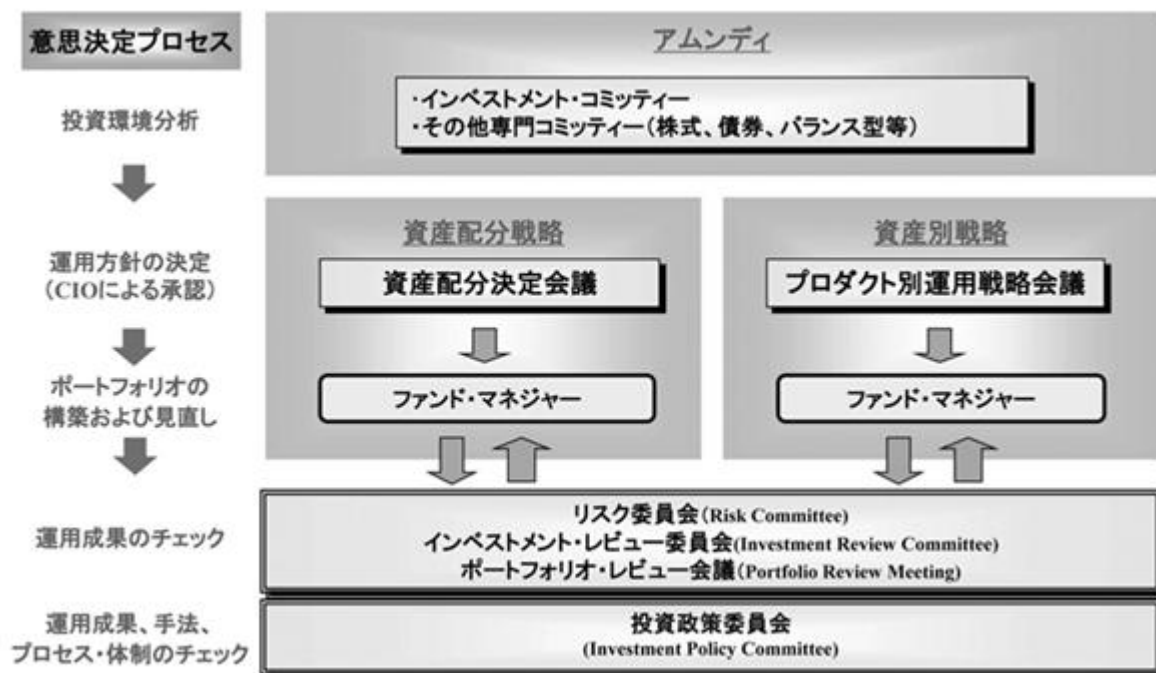 意思決定プロセス
アムンディ
・インベストメント・コミッティー
・その他専門コミッティー（株式、債券、バランス型等）
投資環境分析
資産配分戦略
資産配分決定会議
ファンド・マネジャー
資産別戦略
プロダクト別運用戦略会議
ファンド・マネジャー
運用方針の決定
（CIOによる承認）
ポートフォリオの
構築および見直し
運用成果のチェック
リスク委員会（Risk Committee）
インベストメント・レビュー委員会(Investment Review Committee)
ポートフォリオ・レビュー会議（Portfolio Review Meeting）
運用成果、手法、
プロセス・体制のチェック
投資政策委員会
(Investment Policy Committee)